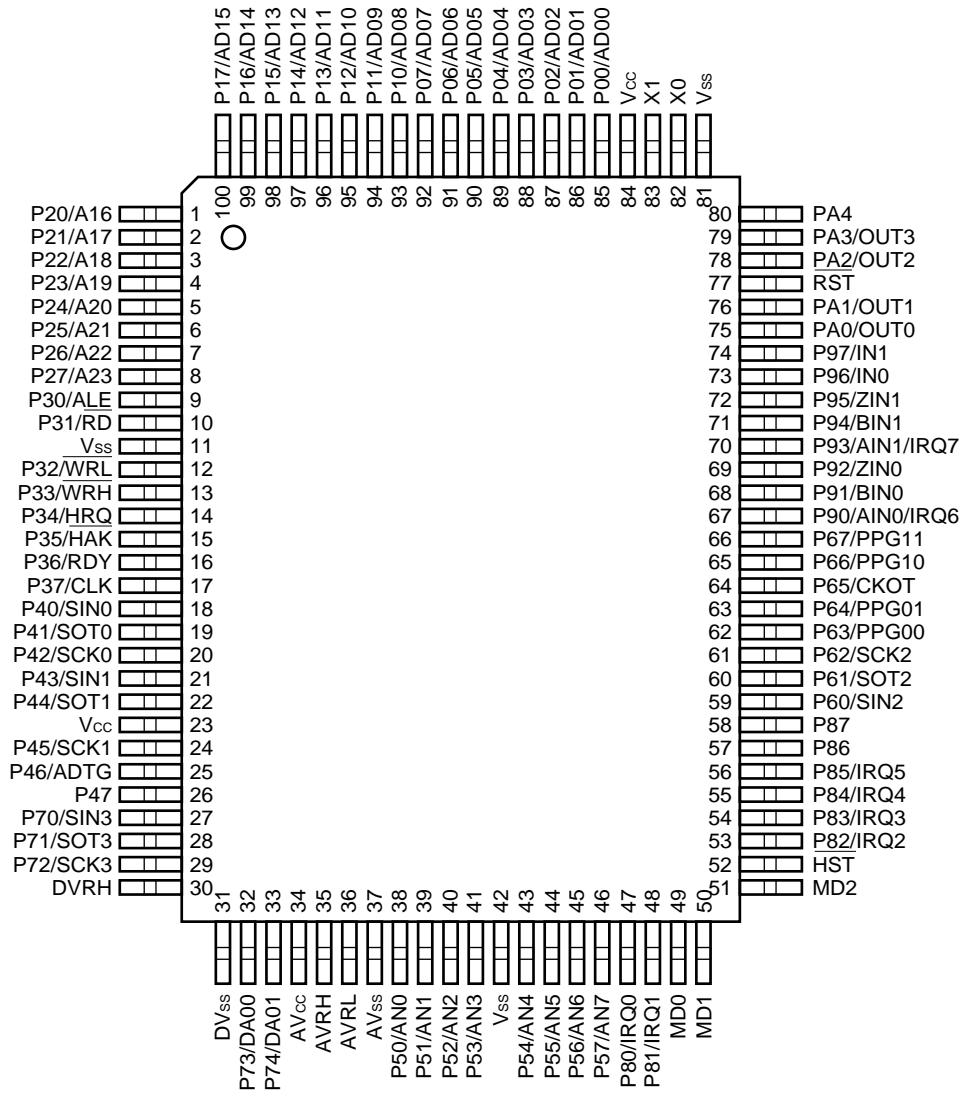 P17/AD15
P16/AD14
P15/AD13
P14/AD12
P13/AD11
P12/AD10
P11/AD09
P10/AD08
P07/AD07
P06/AD06
P05/AD05
P04/AD04
P03/AD03
P02/AD02
P01/AD01
P00/AD00
Vcc
X1
X0
Vss
100
99
98
97
96
95
94
93
92
91
90
89
88
87
86
85
84
83
82
81
P20/A16 1
P21/A17 2
P22/A18 3
P23/A19 4
P24/A20 5
P25/A21 6
P26/A22 7
P27/A23 8
P30/ALE 9
P31/RD 10
Vss 11
P32/WRL 12
P33/WRH 13
P34/HRQ 14
P35/HAK 15
P36/RDY 16
P37/CLK 17
P40/SIN0 18
P41/SOT0 19
P42/SCK0 20
P43/SIN1 21
P44/SOT1 22
Vcc 23
P45/SCK1 24
P46/ADTG 25
P47 26
P70/SIN3 27
P71/SOT3 28
P72/SCK3 29
DVRH 30
80 PA4
79 PA3/OUT3
78 PA2/OUT2
77 RST
76 PA1/OUT1
75 PA0/OUT0
74 P97/IN1
73 P96/IN0
72 P95/ZIN1
71 P94/BIN1
70 P93/AIN1/IRQ7
69 P92/ZIN0
68 P91/BIN0
67 P90/AIN0/IRQ6
66 P67/PPG11
65 P66/PPG10
64 P65/CKOT
63 P64/PPG01
62 P63/PPG00
61 P62/SCK2
60 P61/SOT2
59 P60/SIN2
58 P87
57 P86
56 P85/IRQ5
55 P84/IRQ4
54 P83/IRQ3
53 P82/IRQ2
52 HST
51 MD2
31
32
33
34
35
36
37
38
39
40
41
42
43
44
45
46
47
48
49
50
DVss
P73/DA00
P74/DA01
AVcc
AVRH
AVRL
AVss
P50/AN0
P51/AN1
P52/AN2
P53/AN3
Vss
P54/AN4
P55/AN5
P56/AN6
P57/AN7
P80/IRQ0
P81/IRQ1
MD0
MD1